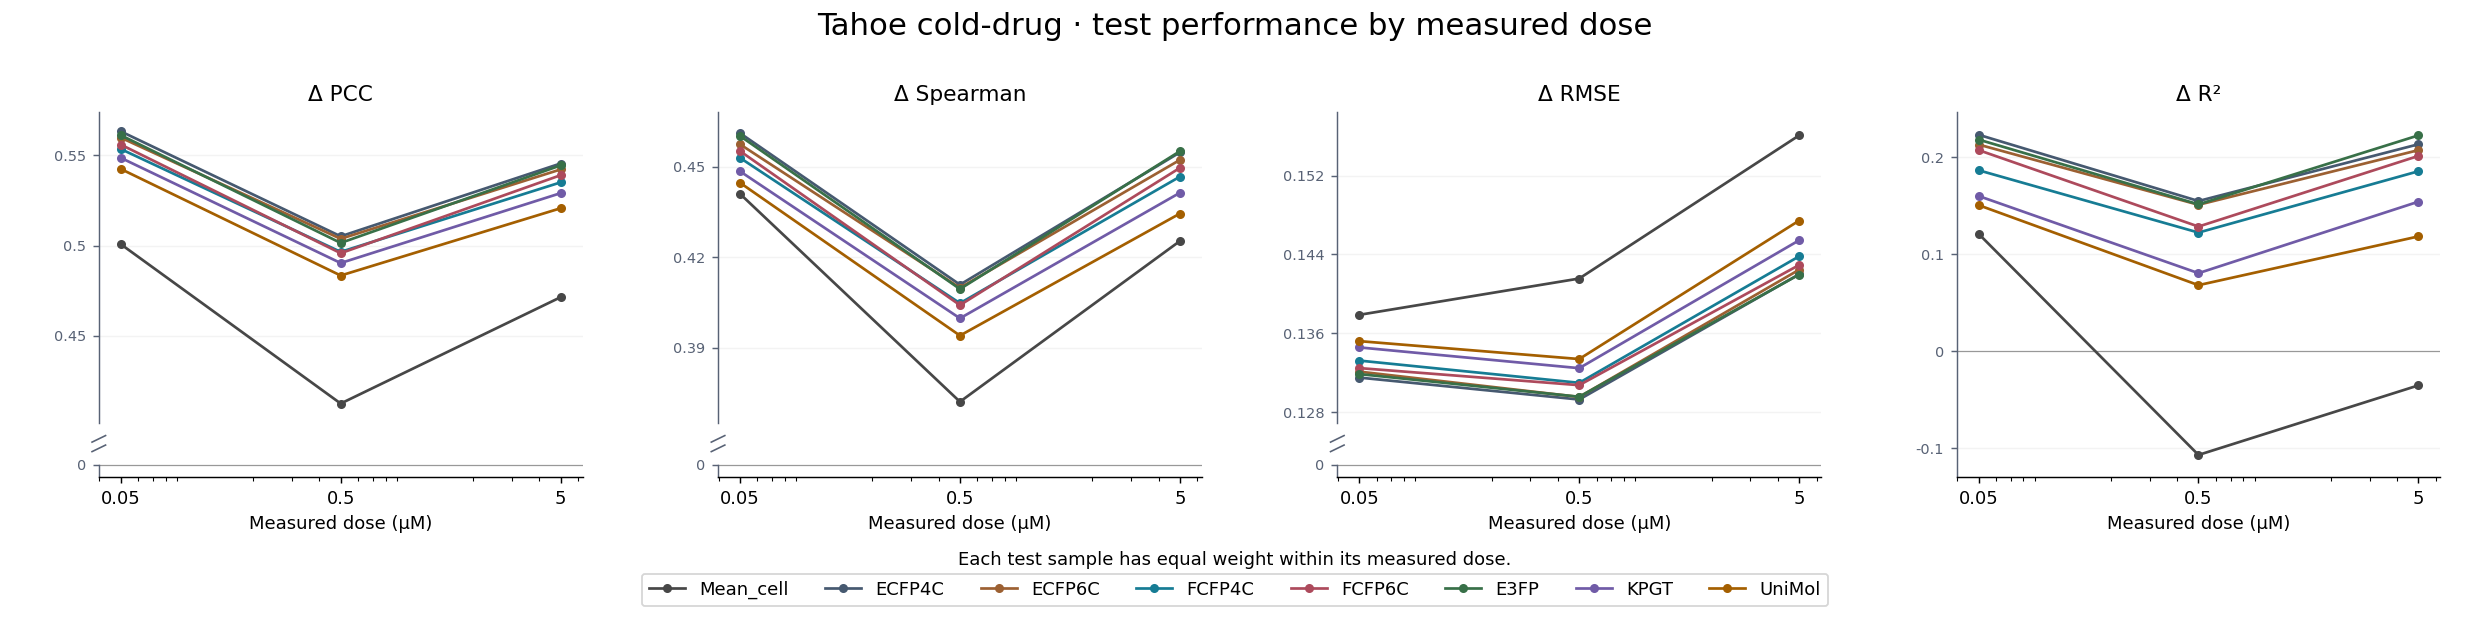 Tahoe cold-drug · test performance by measured dose
Δ PCC
0.55
0.5
0.45
0
0.05 0.5 5
Measured dose (μM)
Δ Spearman
0.45
0.42
0.39
0
0.05 0.5 5
Measured dose (μM)
Δ RMSE
0.152
0.144
0.136
0.128
0
0.05 0.5 5
Measured dose (μM)
Δ R²
0.2
0.1
0
-0.1
0.05 0.5 5
Measured dose (μM)
Each test sample has equal weight within its measured dose.
Mean_cell ECFP4C ECFP6C FCFP4C FCFP6C E3FP KPGT UniMol